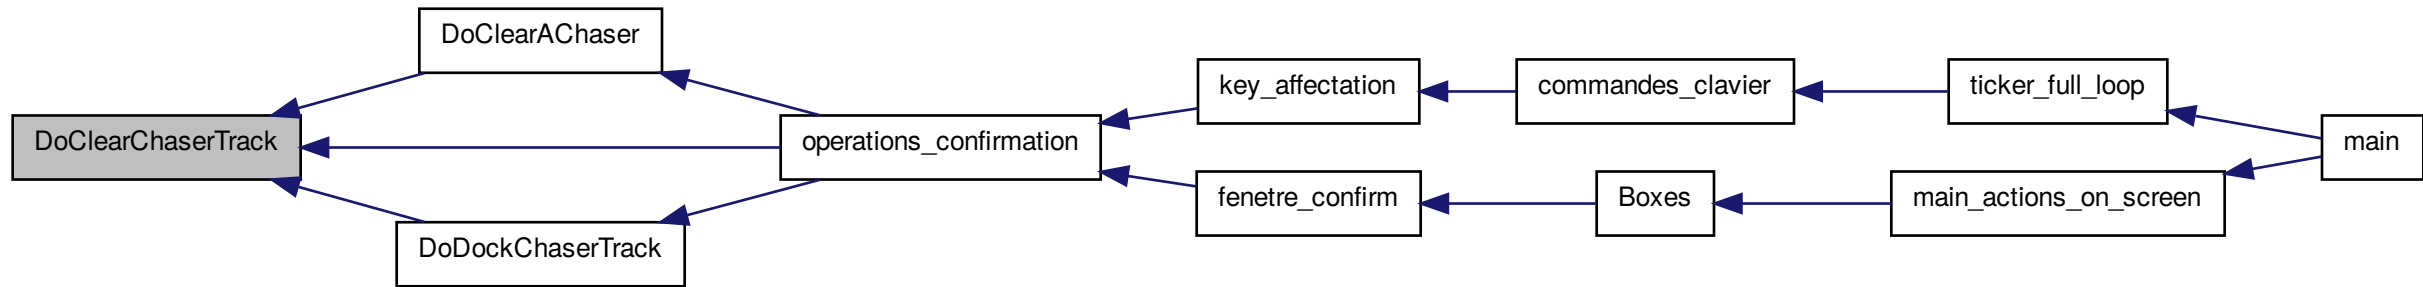 DoClearChaserTrack
DoClearAChaser
DoDockChaserTrack
operations_confirmation
key_affectation
fenetre_confirm
commandes_clavier
Boxes
ticker_full_loop
main_actions_on_screen
main